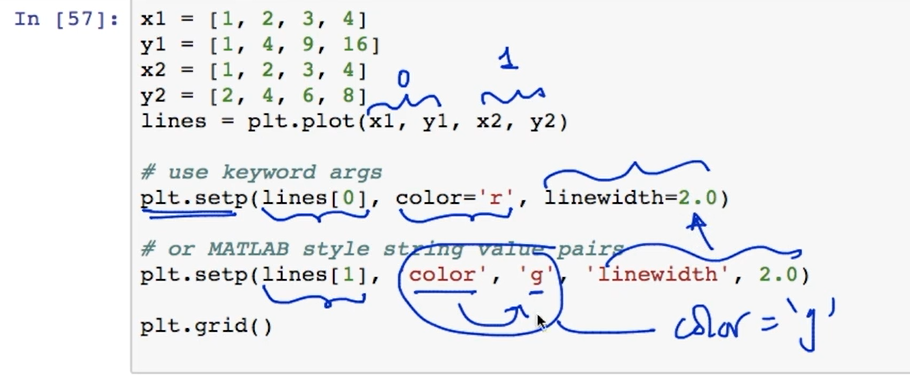 In [57]: x1 = [1, 2, 3, 4]
y1 = [1, 4, 9, 16]
x2 = [1, 2, 3, 4]
y2 = [2, 4, 6, 8]
0 1
lines = plt.plot(x1, y1, x2, y2)
# use keyword args
plt.setp(lines[0], color='r', linewidth=2.0)
# or MATLAB style string value pairs
plt.setp(lines[1], color', 'g', 'linewidth', 2.0)
color = 'g'
plt.grid()